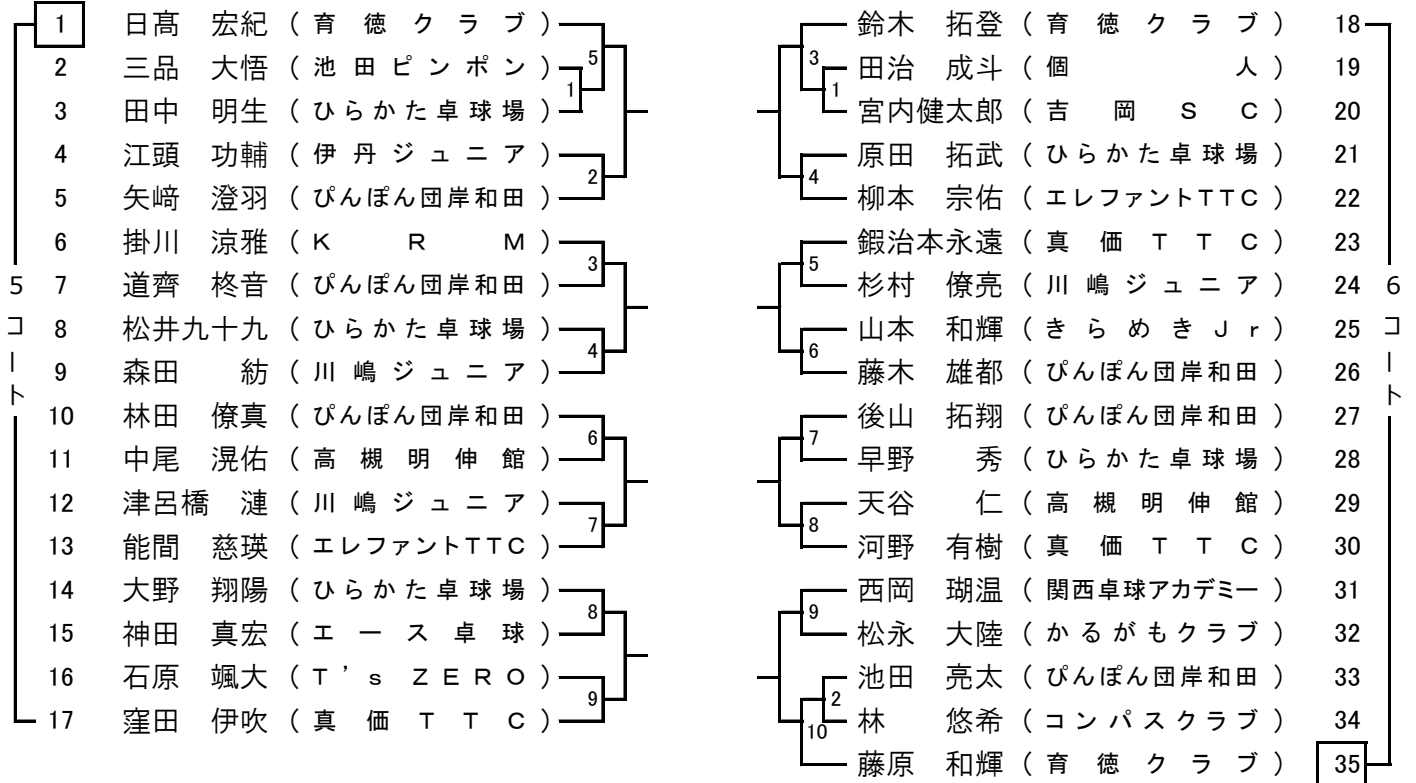 1 日髙 宏紀 ( 育 徳 ク ラ ブ )
2 三品 大悟 ( 池 田 ピ ン ポ ン )
3 田中 明生 ( ひ ら か た 卓 球 場 )
4 江頭 功輔 ( 伊 丹 ジ ュ ニ ア )
5 矢﨑 澄羽 ( ぴんぽん団岸和田 )
6 掛川 涼雅 ( K R M )
7 道齊 柊音 ( ぴんぽん団岸和田 )
8 松井九十九 ( ひ ら か た 卓 球 場 )
9 森田 紡 ( 川 嶋 ジ ュ ニ ア )
10 林田 僚真 ( ぴんぽん団岸和田 )
11 中尾 滉佑 ( 高 槻 明 伸 館 )
12 津呂橋 漣 ( 川 嶋 ジ ュ ニ ア )
13 能間 慈瑛 ( エレファントTTC )
14 大野 翔陽 ( ひ ら か た 卓 球 場 )
15 神田 真宏 ( エ ー ス 卓 球 )
16 石原 颯大 ( T ' s Z E R O )
17 窪田 伊吹 ( 真 価 T T C )
5コート
5
1
2
3
4
6
7
8
9
鈴木 拓登 ( 育 徳 ク ラ ブ ) 18
田治 成斗 ( 個 人 ) 19
宮内健太郎 ( 吉 岡 S C ) 20
原田 拓武 ( ひ ら か た 卓 球 場 ) 21
柳本 宗佑 ( エレファントTTC ) 22
鍜治本永遠 ( 真 価 T T C ) 23
杉村 僚亮 ( 川 嶋 ジ ュ ニ ア ) 24
山本 和輝 ( き ら め き J r ) 25
藤木 雄都 ( ぴんぽん団岸和田 ) 26
後山 拓翔 ( ぴんぽん団岸和田 ) 27
早野 秀 ( ひ ら か た 卓 球 場 ) 28
天谷 仁 ( 高 槻 明 伸 館 ) 29
河野 有樹 ( 真 価 T T C ) 30
西岡 瑚温 ( 関西卓球アカデミー ) 31
松永 大陸 ( か る が も ク ラ ブ ) 32
池田 亮太 ( ぴんぽん団岸和田 ) 33
林 悠希 ( コ ン パ ス ク ラ ブ ) 34
藤原 和輝 ( 育 徳 ク ラ ブ ) 35
6コート
3
1
4
5
6
7
8
9
2
10